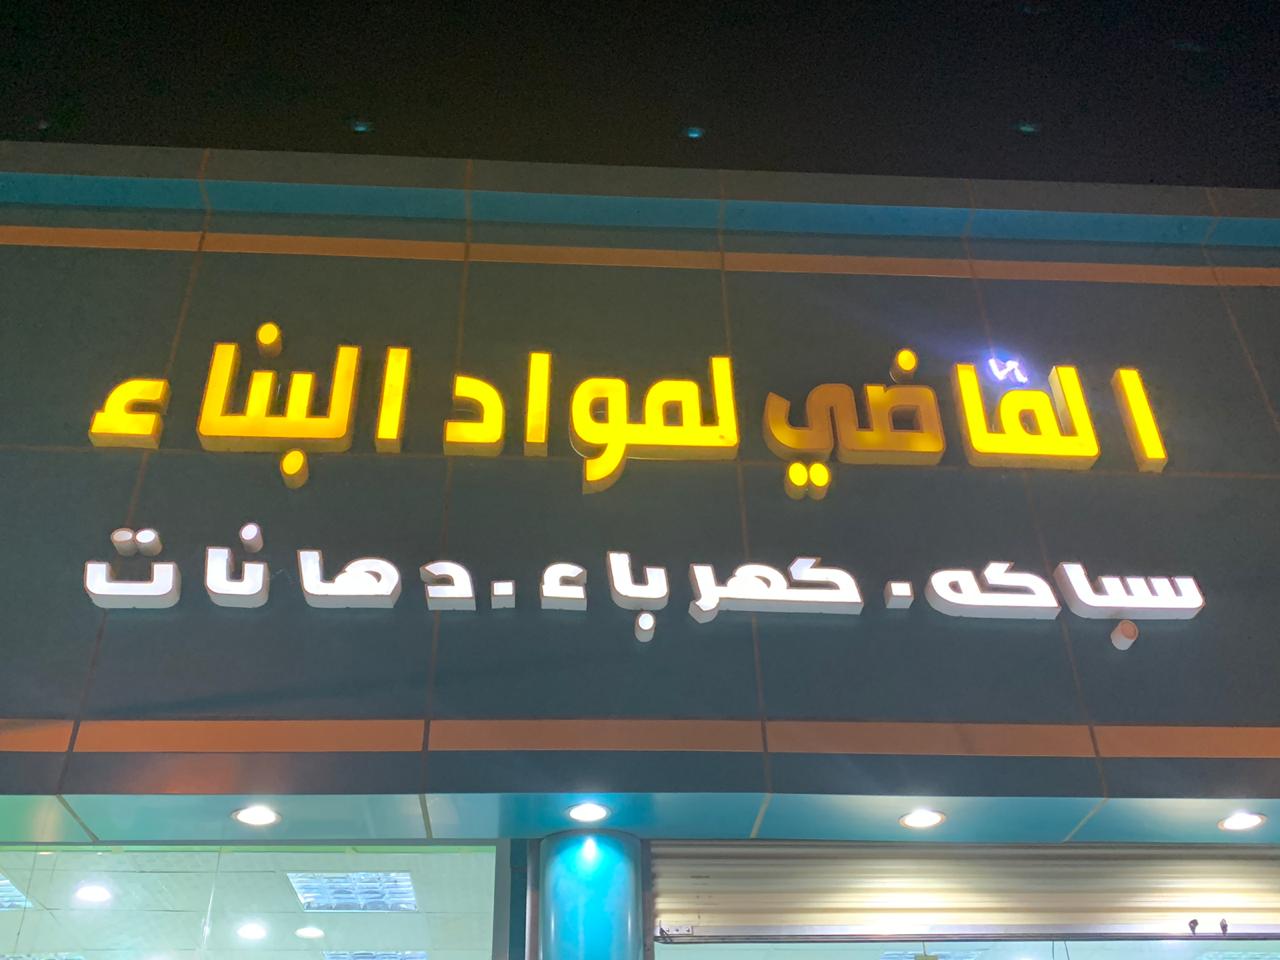 القاضي لمواد البناء
سباكه . كهرباء . دهانات